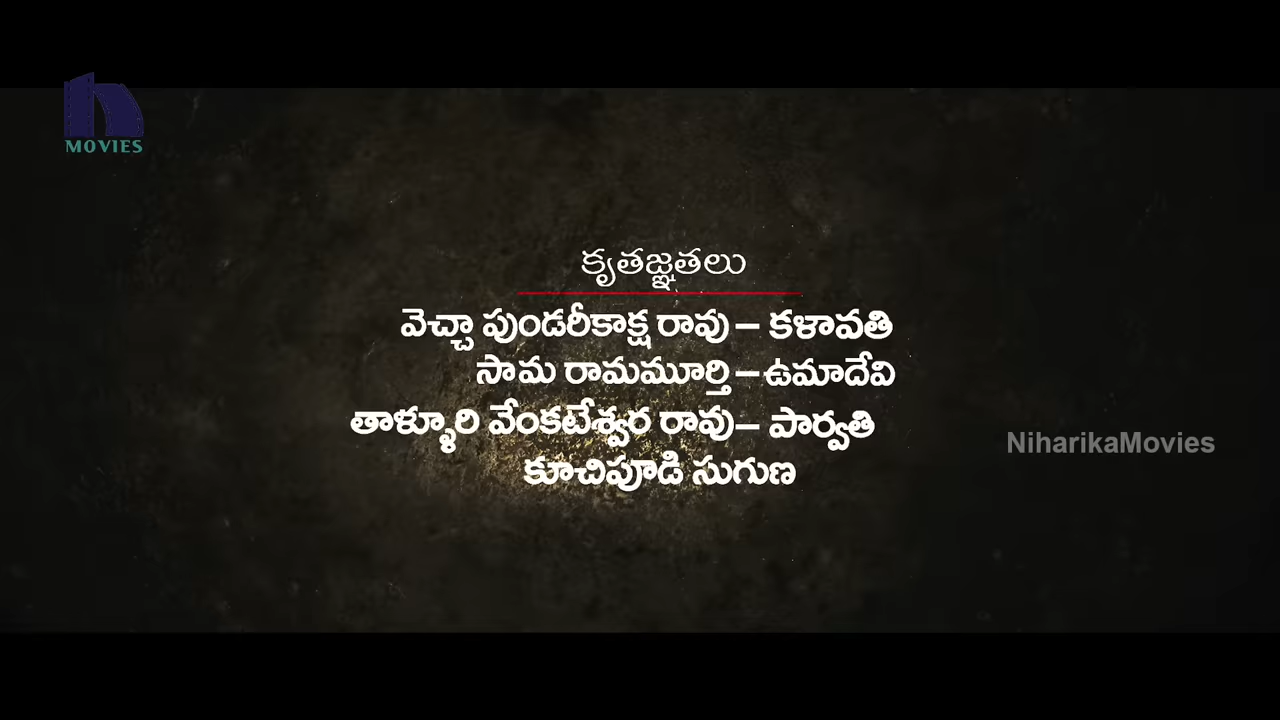 MOVIES
కృతజ్ఞతలు
వెచ్చా పుండరీకాక్ష రావు – కళావతి
సామ రామమూర్తి – ఉమాదేవి
తాళ్ళూరి వేంకటేశ్వర రావు – పార్వతి
కూచిపూడి సుగుణ
NiharikaMovies